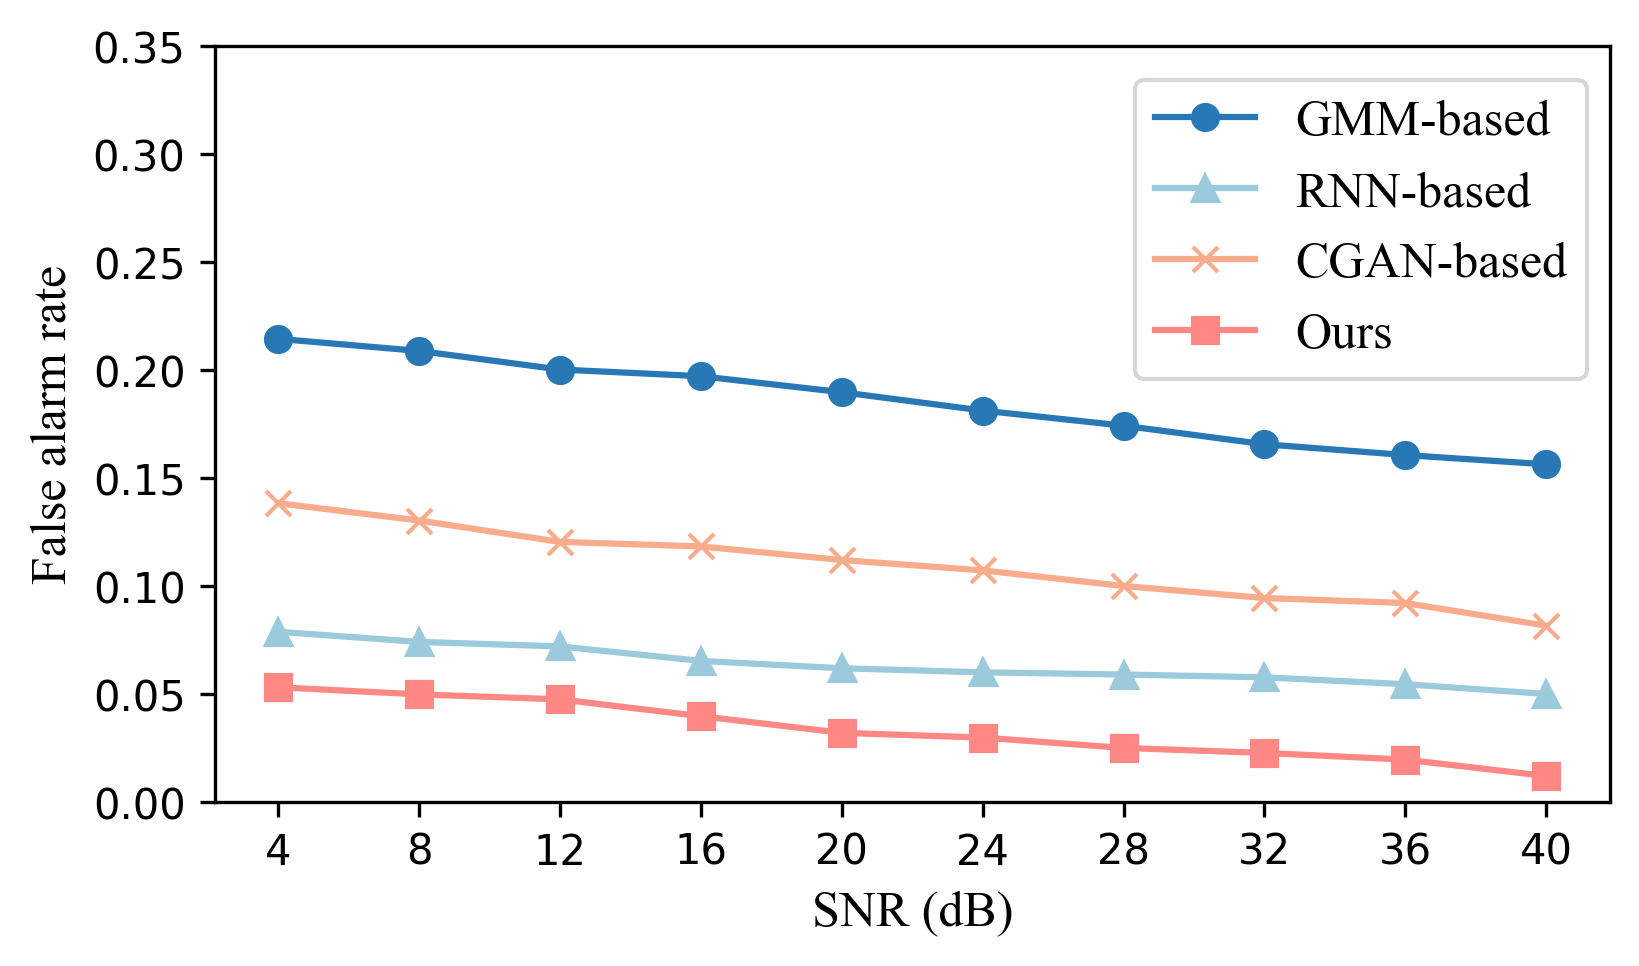 0.35
0.30
0.25
0.20
0.15
0.10
0.05
0.00
False alarm rate
GMM-based
RNN-based
CGAN-based
Ours
4 8 12 16 20 24 28 32 36 40
SNR (dB)